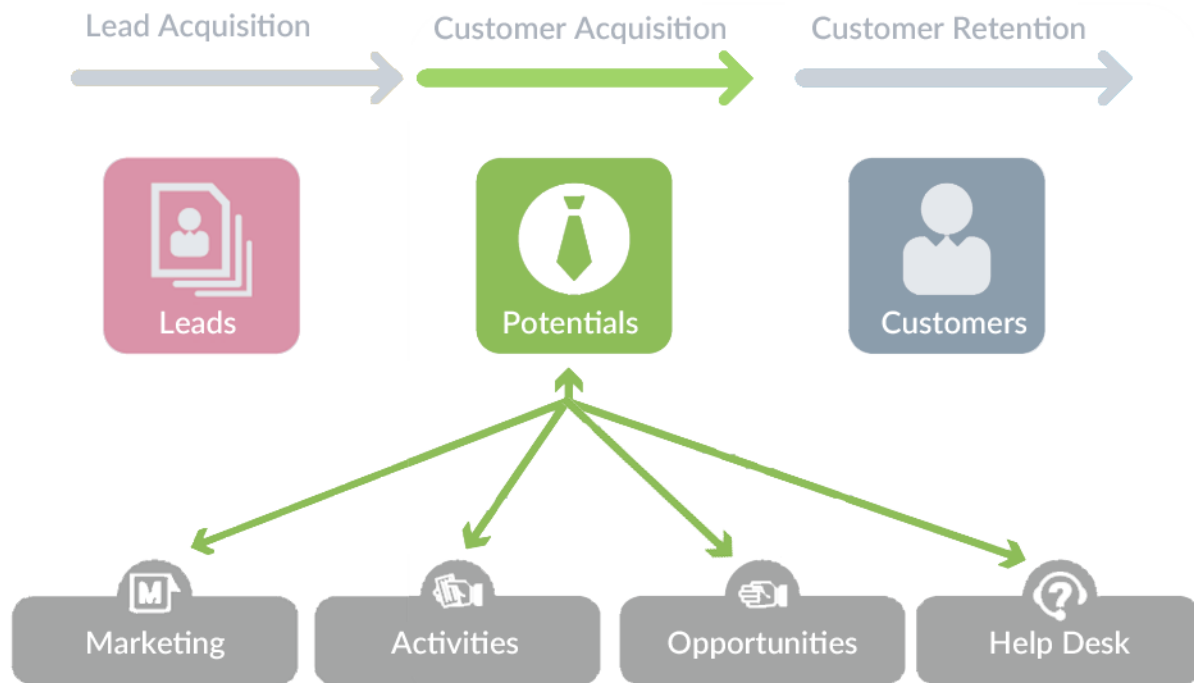 Lead Acquisition
Customer Acquisition
Customer Retention
Leads
Potentials
Customers
M
Marketing
Activities
Opportunities
?
Help Desk